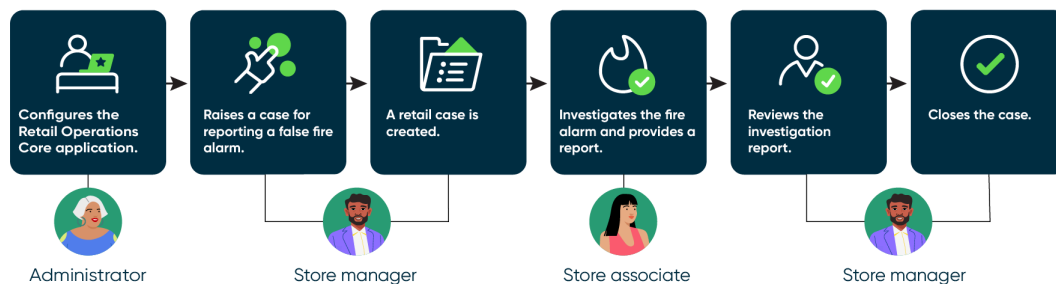 Configures the
Retail Operations
Core application.
Raises a case for
reporting a false fire
alarm.
A retail case is
created.
Investigates the fire
alarm and provides a
report.
Reviews the
investigation
report.
Closes the case.
Administrator
Store manager
Store associate
Store manager